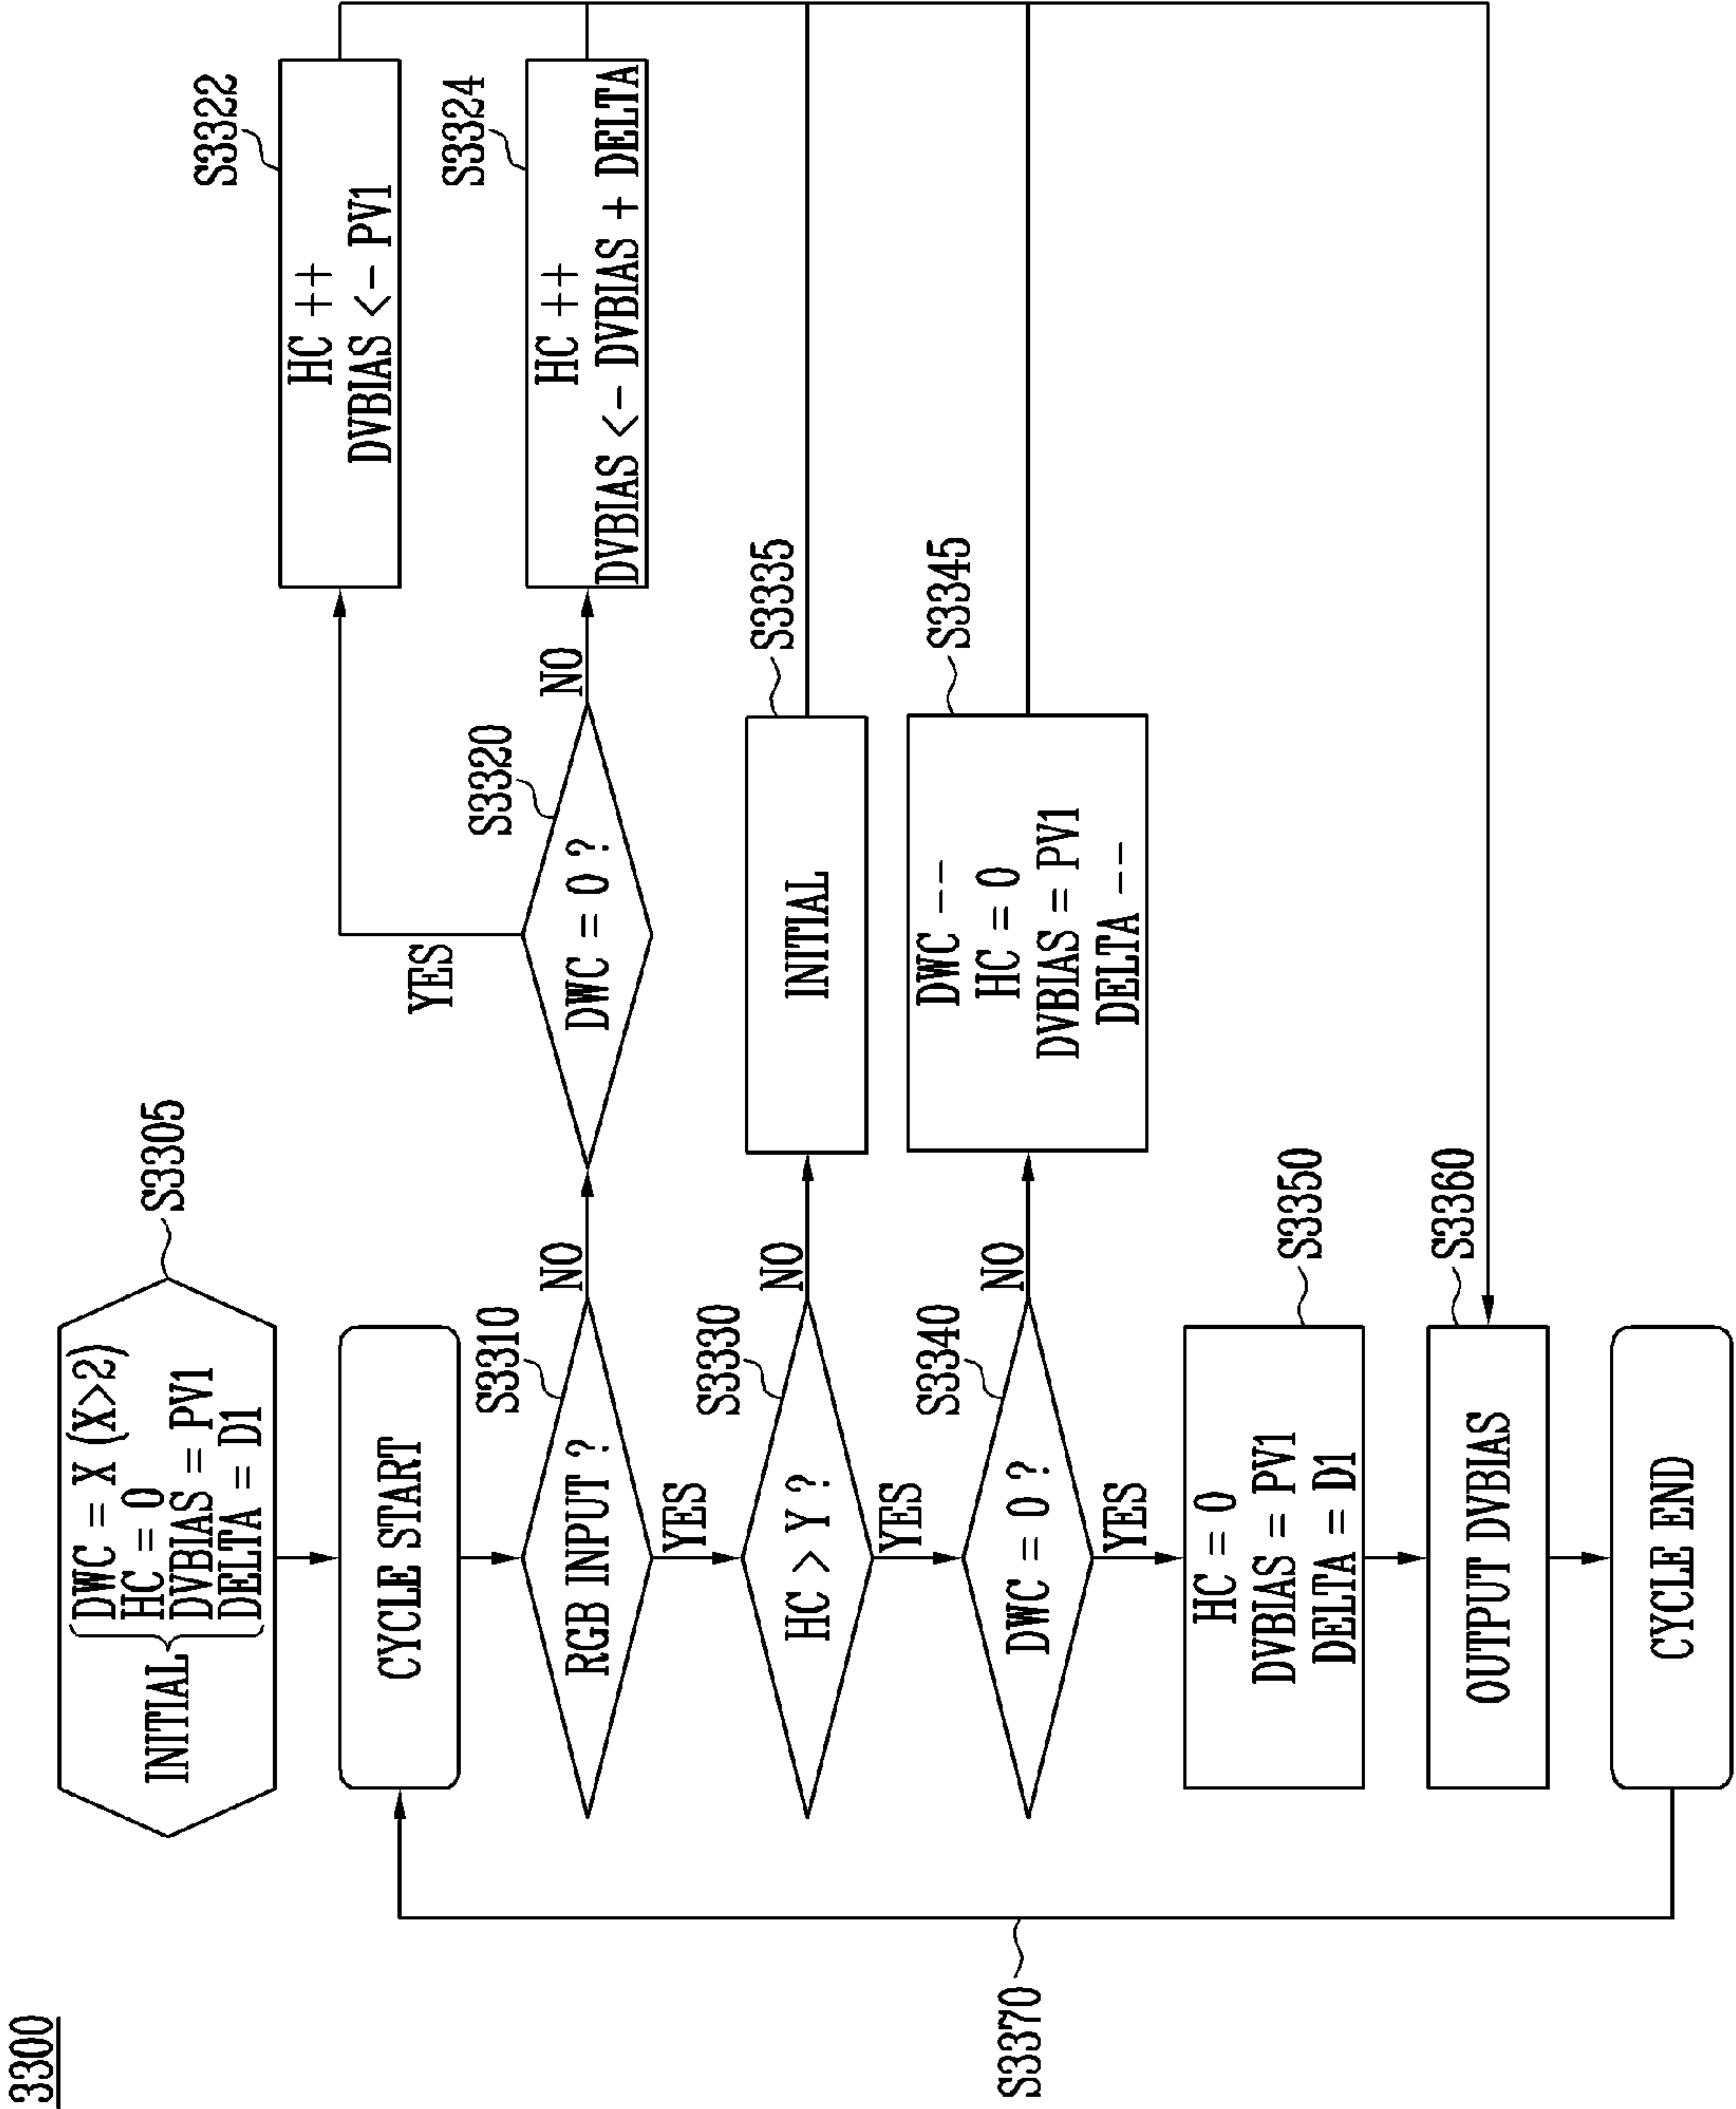 3300
S3305
INITIAL
DWC = X (X>2)
HC = 0
DVBIAS = PV1
DELTA = D1
CYCLE START
S3310
RGB INPUT ?
NO
YES
S3320
DWC = 0 ?
YES
NO
S3322
HC ++
DVBIAS <- PV1
S3324
HC ++
DVBIAS <- DVBIAS + DELTA
S3330
HC > Y ?
NO
YES
S3335
INITIAL
S3340
DWC = 0 ?
NO
YES
S3345
DWC --
HC = 0
DVBIAS = PV1
DELTA --
S3350
HC = 0
DVBIAS = PV1
DELTA = D1
S3360
OUTPUT DVBIAS
CYCLE END
S3370